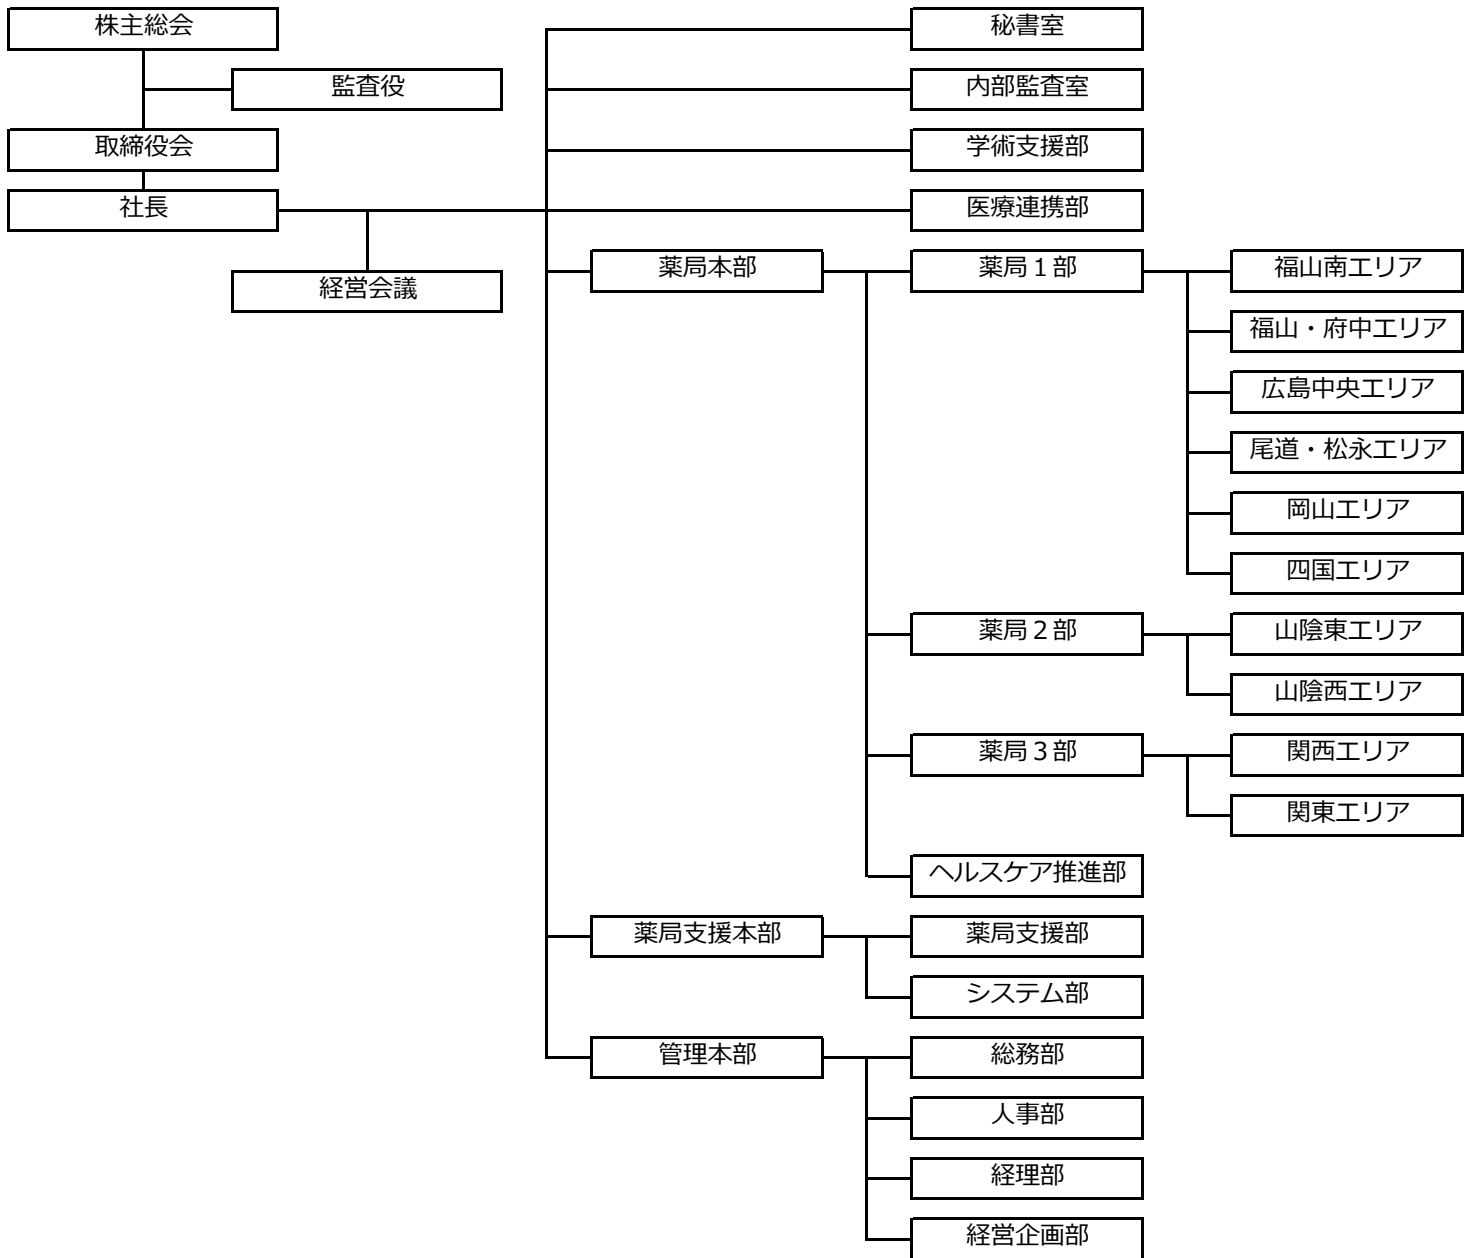 株主総会
監査役
取締役会
社長
経営会議
秘書室
内部監査室
学術支援部
医療連携部
薬局本部
薬局１部
福山南エリア
福山・府中エリア
広島中央エリア
尾道・松永エリア
岡山エリア
四国エリア
薬局２部
山陰東エリア
山陰西エリア
薬局３部
関西エリア
関東エリア
ヘルスケア推進部
薬局支援本部
薬局支援部
システム部
管理本部
総務部
人事部
経理部
経営企画部